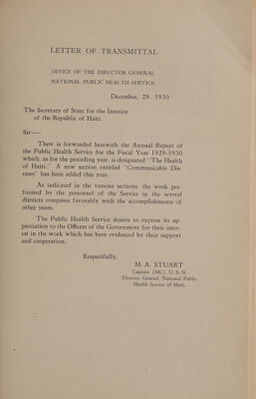 LETTER OF TRANSMITTAL
OFFICE OF THE DIRECTOR GENERAL
NATIONAL PUBLIC HEALTH SERVICE
December, 29, 1930
The Secretary of State for the Interior
of the Republic of Haiti.
Sir:—
There is forwarded herewith the Annual Report of
the Public Health Service for the Fiscal Year 1929-1930
which, as for the preceding year, is designated "The Health
of Haiti." A new section entitled "Communicable Dis-
eases" has been added this year.
As indicated in the various sections, the work per-
formed by the personnel of the Service in the several
districts compares favorably with the accomplishments of
other years.
The Public Health Service desires to express its ap-
preciation to the Officers of the Government for their inter-
est in the work which has been evidenced by their support
and cooperation.
Respectfully,
M. A. STUART
Captain (MC) U. S. N.
Director General, National Public
Health Service of Haiti.